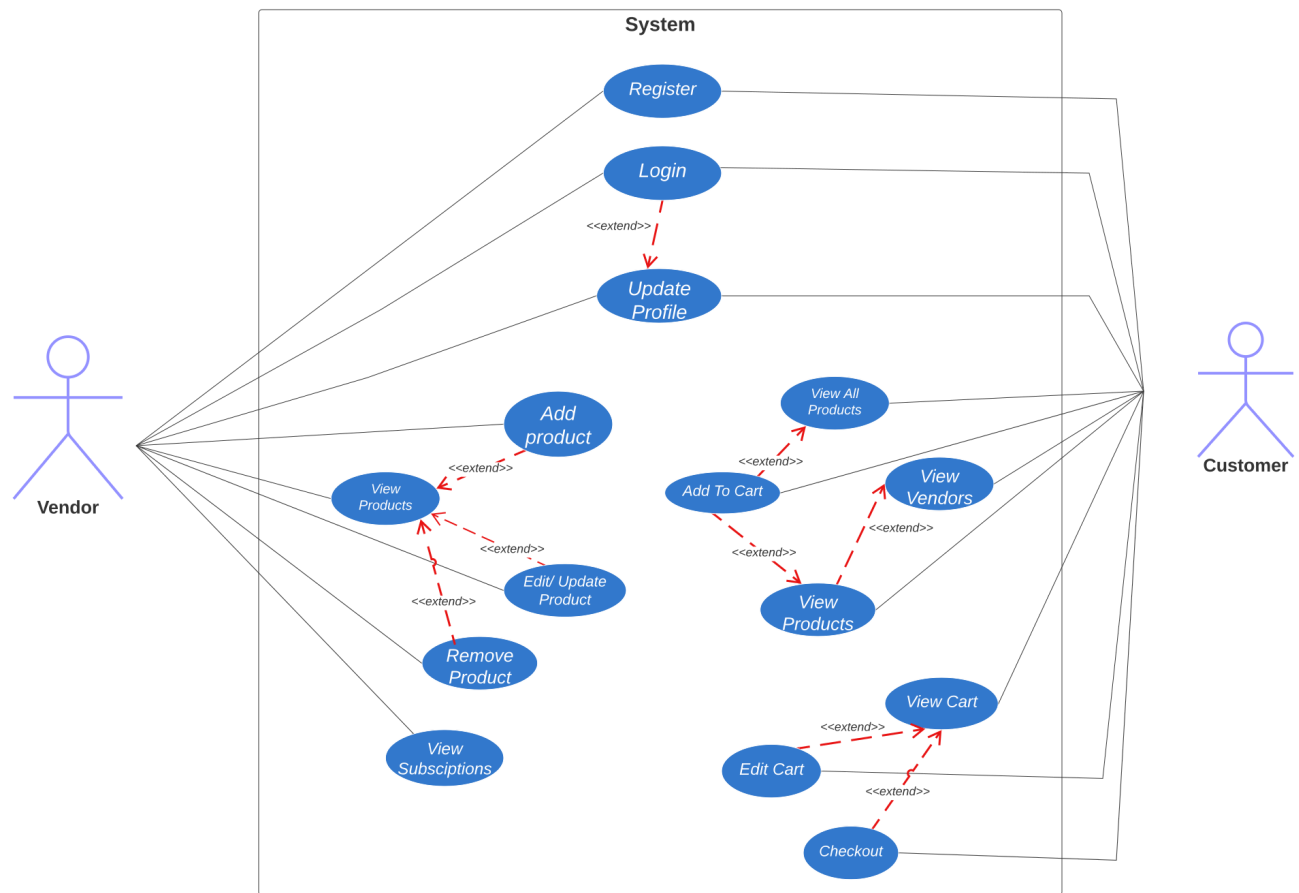 System
Register
Login
<<extend>>
Update
Profile
View All
Products
Add
product
<<extend>>
<<extend>>
View
Products
Add To Cart
View
Vendors
Customer
Vendor
<<extend>>
<<extend>>
<<extend>>
Edit/ Update
Product
<<extend>>
View
Products
Remove
Product
View Cart
<<extend>>
View
Subsciptions
Edit Cart
<<extend>>
Checkout